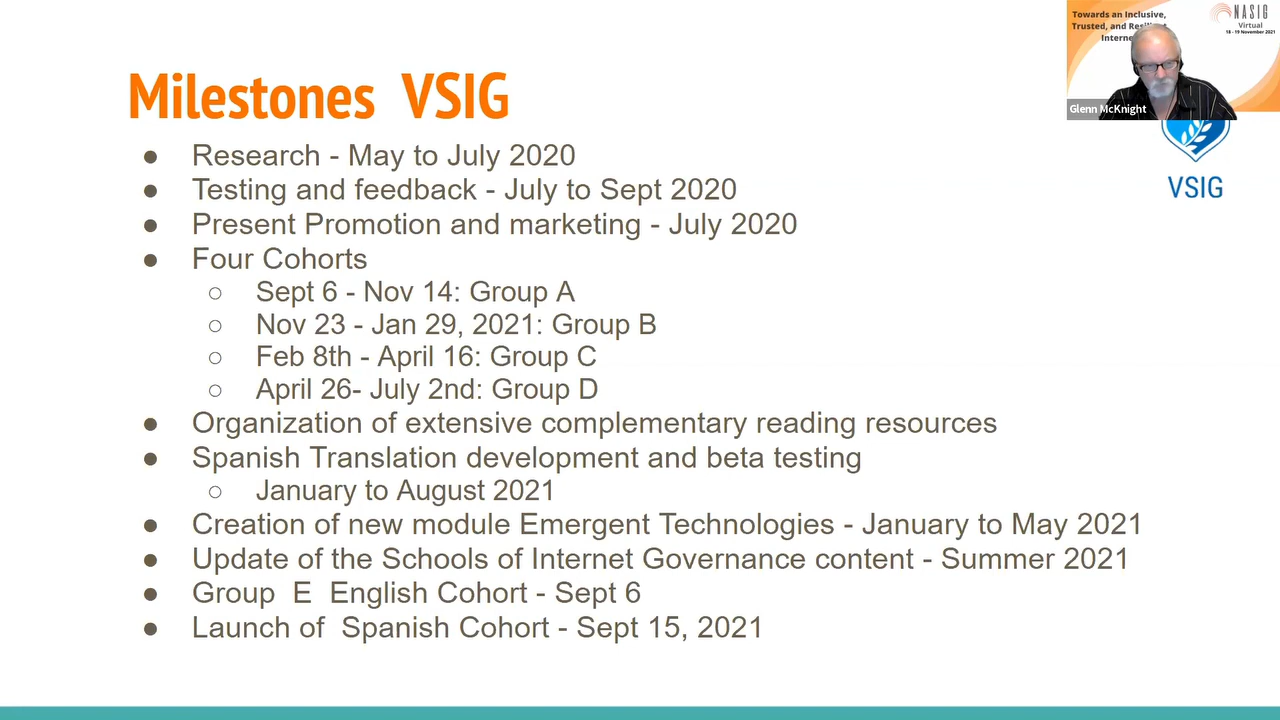 Milestones VSIG
● Research - May to July 2020
● Testing and feedback - July to Sept 2020
● Present Promotion and marketing - July 2020
● Four Cohorts
○ Sept 6 - Nov 14: Group A
○ Nov 23 - Jan 29, 2021: Group B
○ Feb 8th - April 16: Group C
○ April 26- July 2nd: Group D
● Organization of extensive complementary reading resources
● Spanish Translation development and beta testing
○ January to August 2021
● Creation of new module Emergent Technologies - January to May 2021
● Update of the Schools of Internet Governance content - Summer 2021
● Group E English Cohort - Sept 6
● Launch of Spanish Cohort - Sept 15, 2021
Towards an Inclusive,
Trusted, and
NASIG
Virtual
18 - 19 November 2021
Glenn McKnight
VSIG